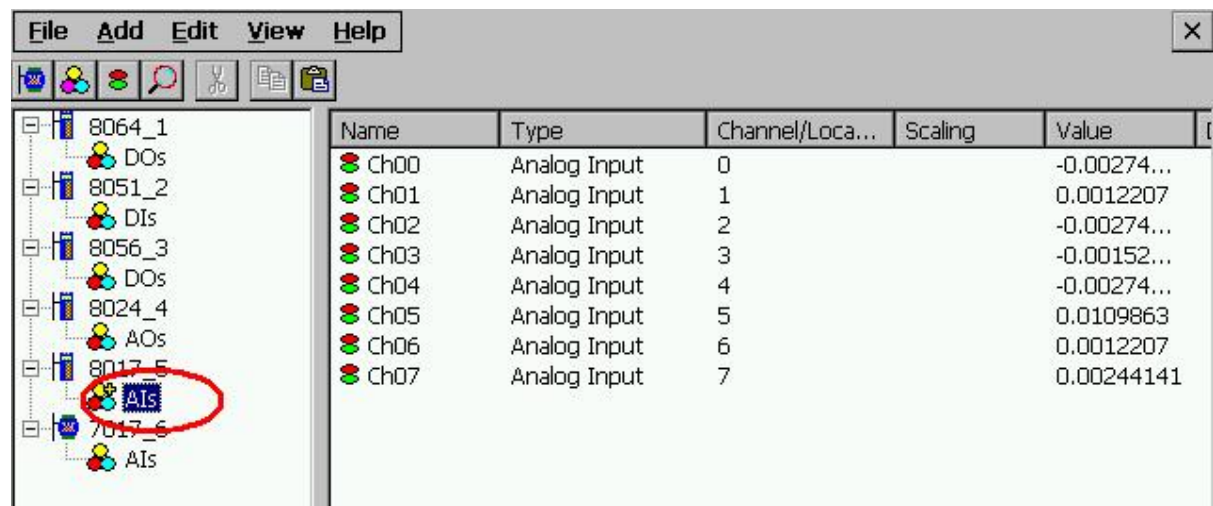 File Add Edit View Help
8064_1
DOs
8051_2
DIs
8056_3
DOs
8024_4
AOs
8017_5
AIs
7017_6
AIs
Name Type Channel/Loca... Scaling Value
Ch00 Analog Input 0 -0.00274...
Ch01 Analog Input 1 0.0012207
Ch02 Analog Input 2 -0.00274...
Ch03 Analog Input 3 -0.00152...
Ch04 Analog Input 4 -0.00274...
Ch05 Analog Input 5 0.0109863
Ch06 Analog Input 6 0.0012207
Ch07 Analog Input 7 0.00244141